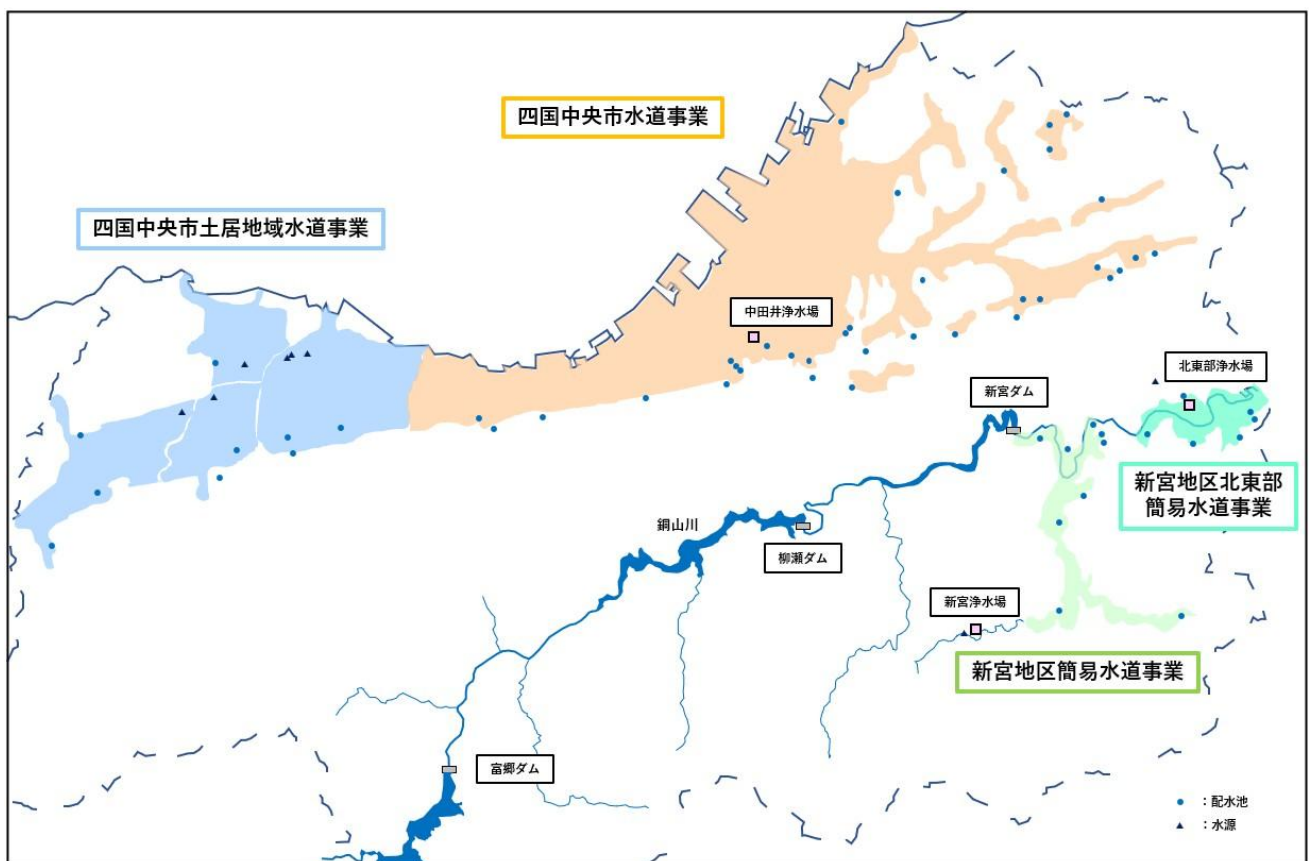 四国中央市水道事業
四国中央市土居地域水道事業
中田井浄水場
北東部浄水場
新宮ダム
新宮地区北東部
簡易水道事業
銅山川
柳瀬ダム
新宮浄水場
新宮地区簡易水道事業
富郷ダム
：配水池
：水源